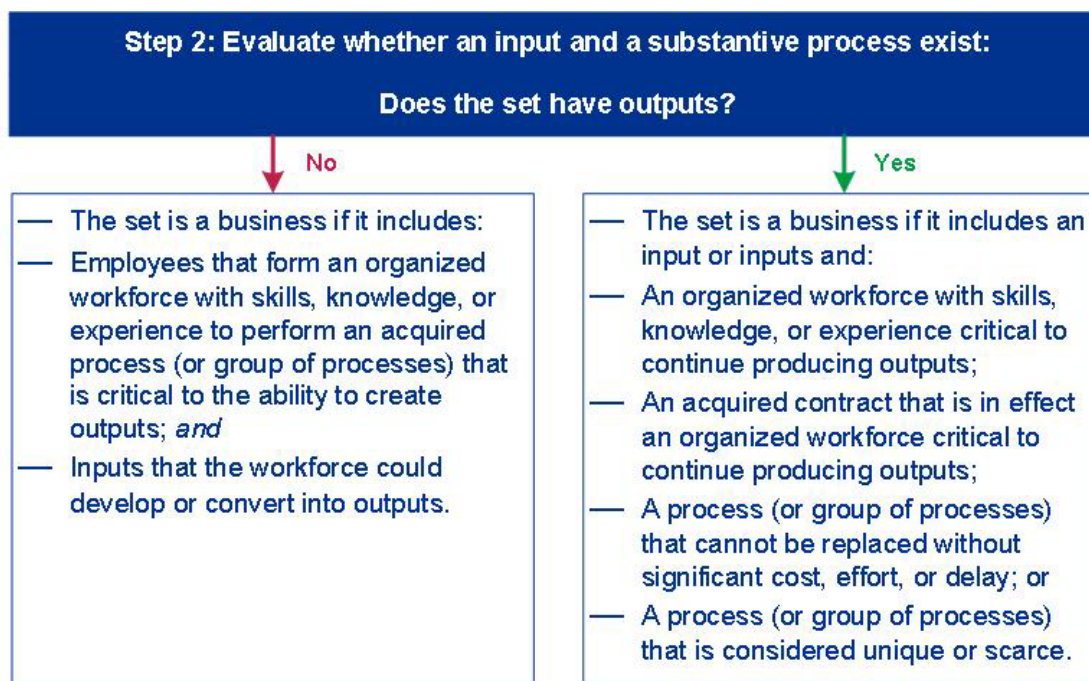 Step 2: Evaluate whether an input and a substantive process exist:
Does the set have outputs?
No
— The set is a business if it includes:
— Employees that form an organized
workforce with skills, knowledge, or
experience to perform an acquired
process (or group of processes) that
is critical to the ability to create
outputs; and
— Inputs that the workforce could
develop or convert into outputs.
Yes
— The set is a business if it includes an
input or inputs and:
— An organized workforce with skills,
knowledge, or experience critical to
continue producing outputs;
— An acquired contract that is in effect
an organized workforce critical to
continue producing outputs;
— A process (or group of processes)
that cannot be replaced without
significant cost, effort, or delay; or
— A process (or group of processes)
that is considered unique or scarce.